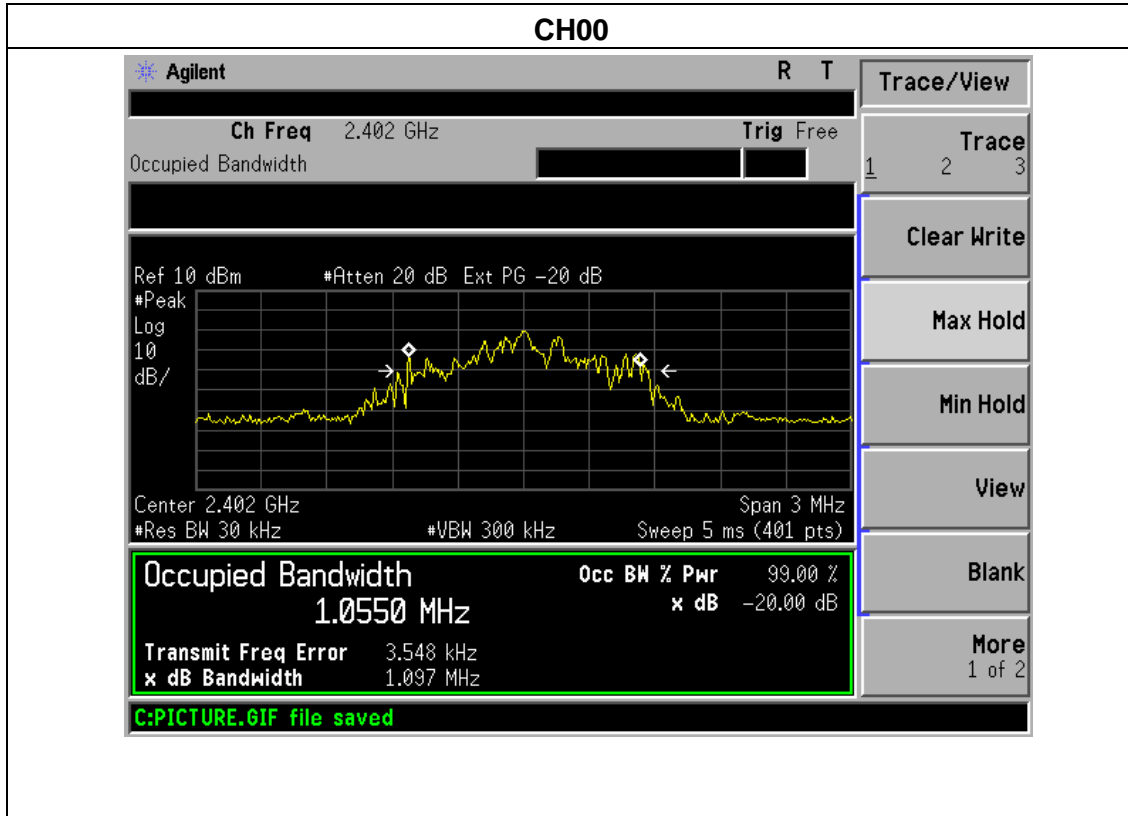 CH00
Agilent R T
Ch Freq 2.402 GHz Trig Free
Occupied Bandwidth
Ref 10 dBm #Atten 20 dB Ext PG -20 dB
#Peak
Log
10
dB/
Center 2.402 GHz Span 3 MHz
#Res BW 30 kHz #VBW 300 kHz Sweep 5 ms (401 pts)
Occupied Bandwidth Occ BW % Pwr 99.00 %
1.0550 MHz x dB -20.00 dB
Transmit Freq Error 3.548 kHz
x dB Bandwidth 1.097 MHz
C:PICTURE.GIF file saved
Trace/View
Trace
1 2 3
Clear Write
Max Hold
Min Hold
View
Blank
More
1 of 2